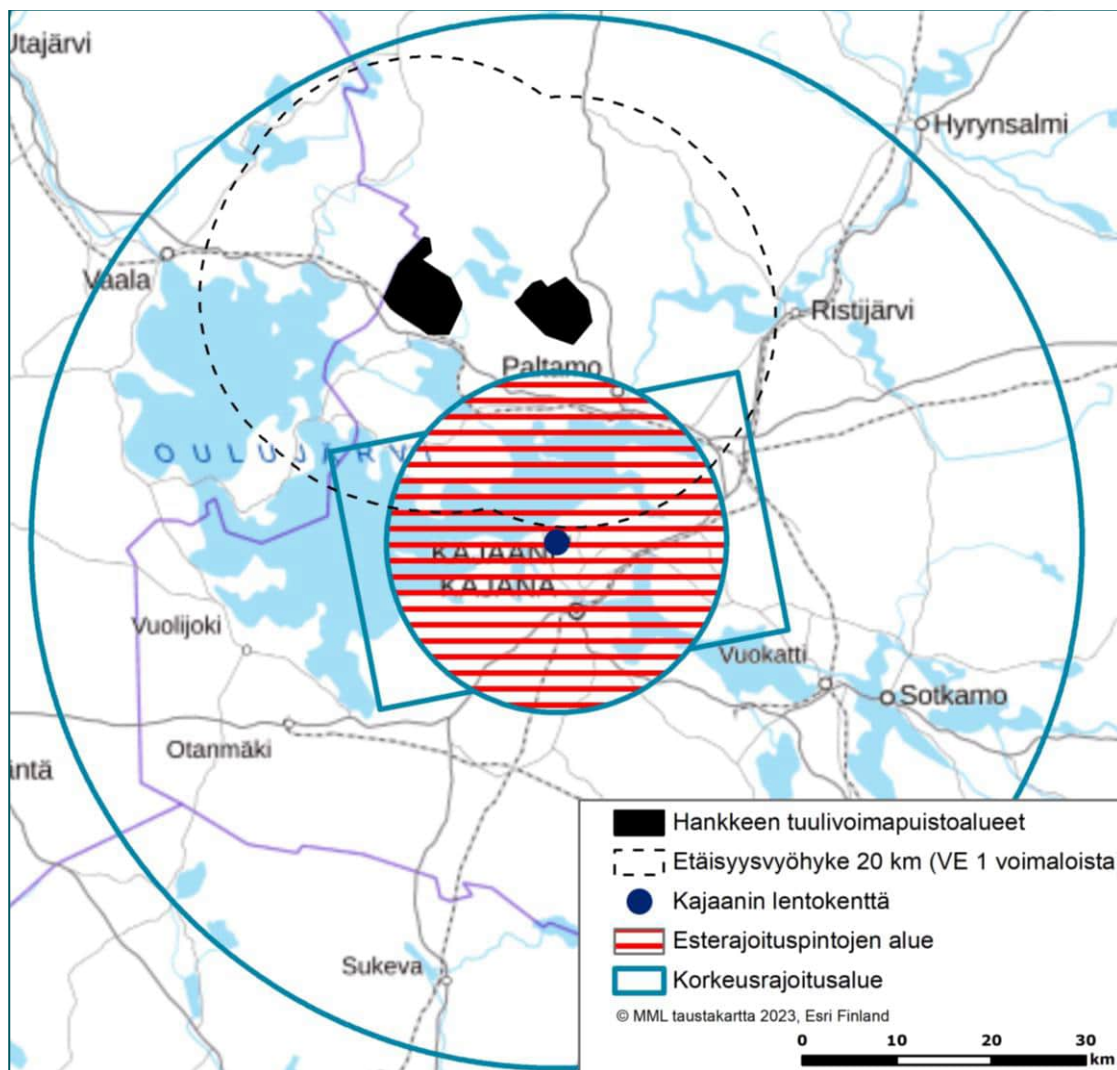 Utajärvi
Hyrynsalmi
Vaala
Ristijärvi
Paltamo
OULUJÄRVI
KAJAANI
KAJANA
Vuolijoki
Vuokatti
Sotkamo
Otanmäki
äntä
Sukeva
Hankkeen tuulivoimapuistoalueet
Etäisyysvyöhyke 20 km (VE 1 voimaloista
Kajaanin lentokenttä
Esterajoituspintojen alue
Korkeusrajoitusalue
© MML taustakartta 2023, Esri Finland
0 10 20 30
km